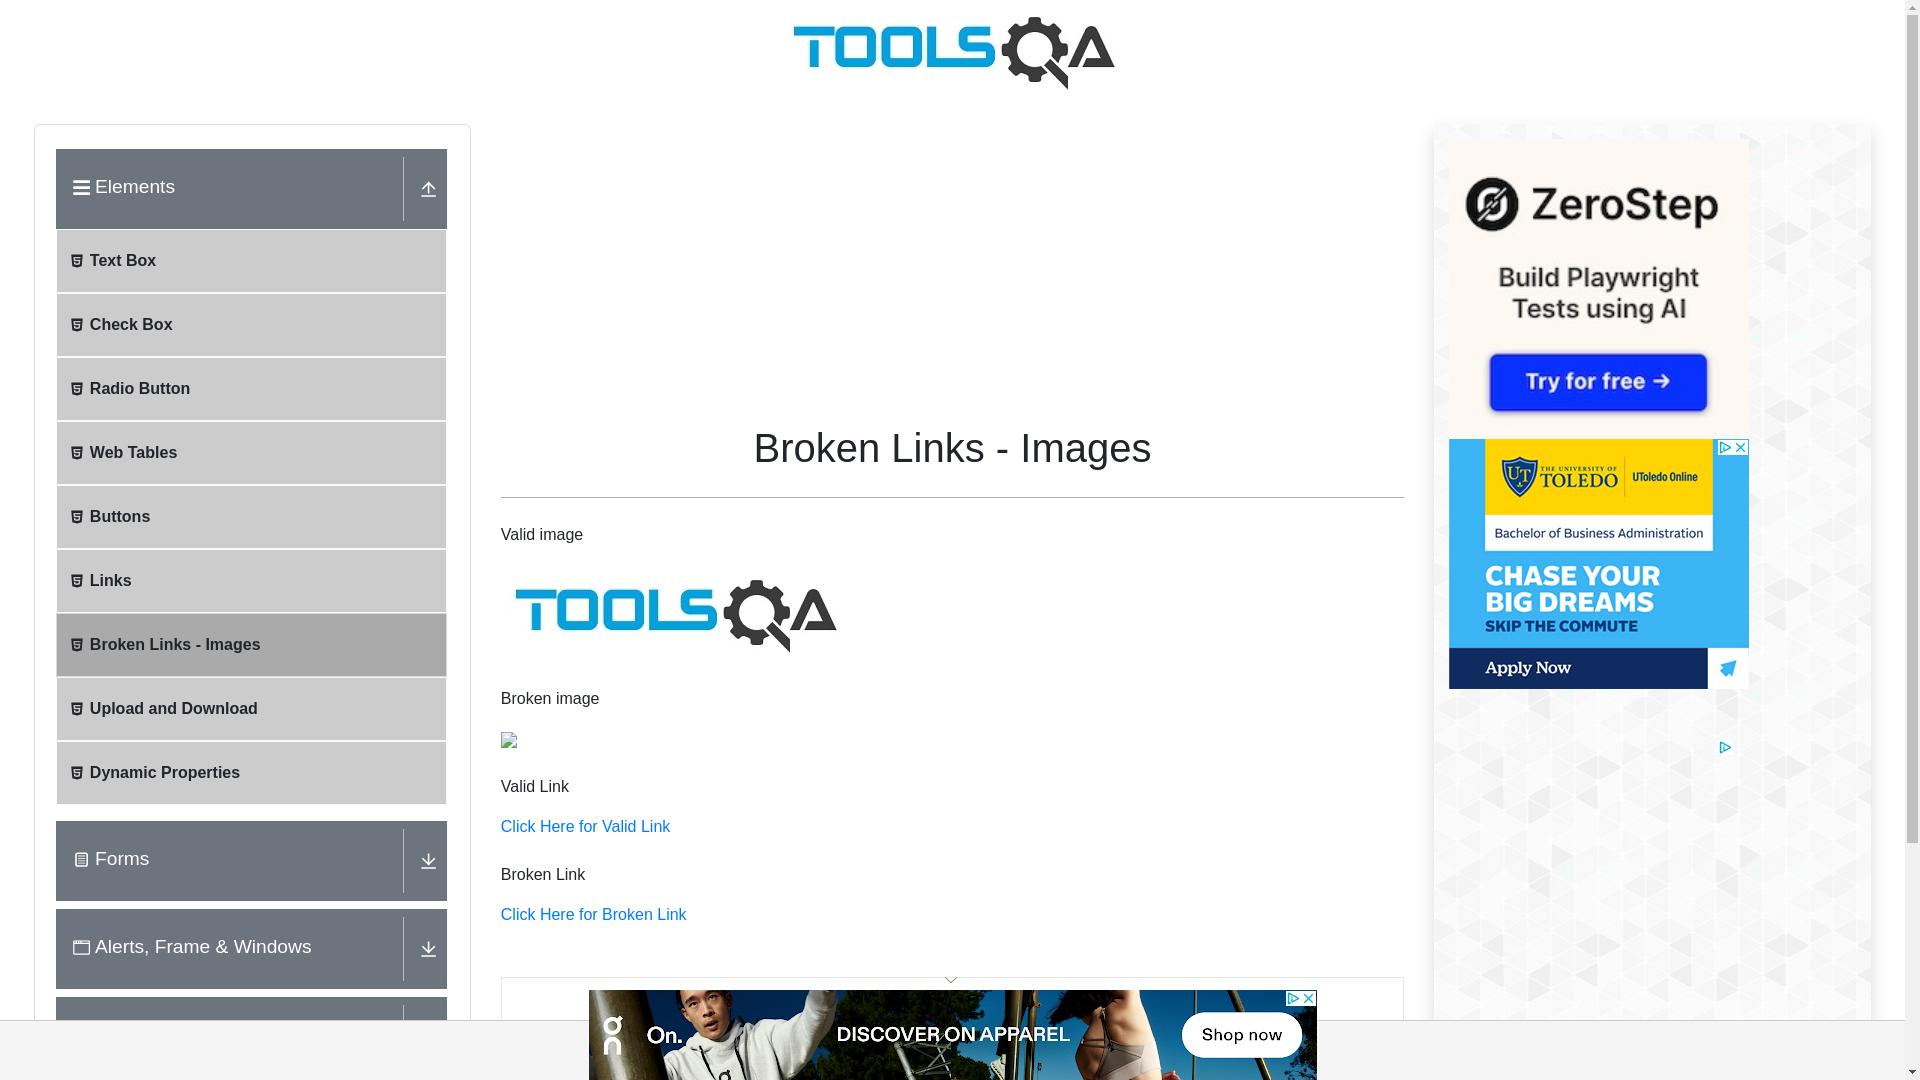 TOOLSQA
Elements
Text Box
Check Box
Radio Button
Web Tables
Buttons
Links
Broken Links - Images
Upload and Download
Dynamic Properties
Forms
Alerts, Frame & Windows
Broken Links - Images
Valid image
TOOLSQA
Broken image
Valid Link
Click Here for Valid Link
Broken Link
Click Here for Broken Link
ZeroStep
Build Playwright
Tests using AI
Try for free →
UT THE UNIVERSITY OF TOLEDO
UToledo Online
Bachelor of Business Administration
CHASE YOUR
BIG DREAMS
SKIP THE COMMUTE
Apply Now
On.
DISCOVER ON APPAREL
Shop now